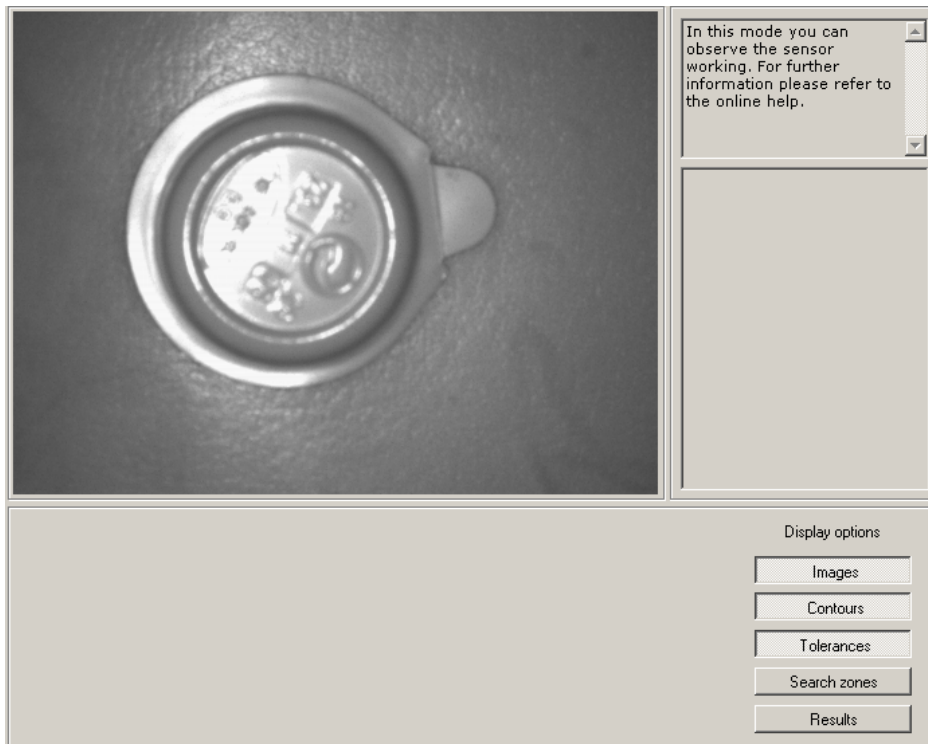 In this mode you can
observe the sensor
working. For further
information please refer to
the online help.
Display options
Images
Contours
Tolerances
Search zones
Results